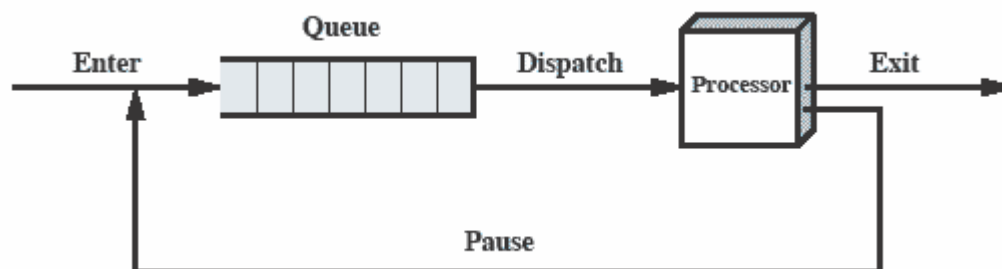 Queue
Enter
Dispatch
Processor
Exit
Pause